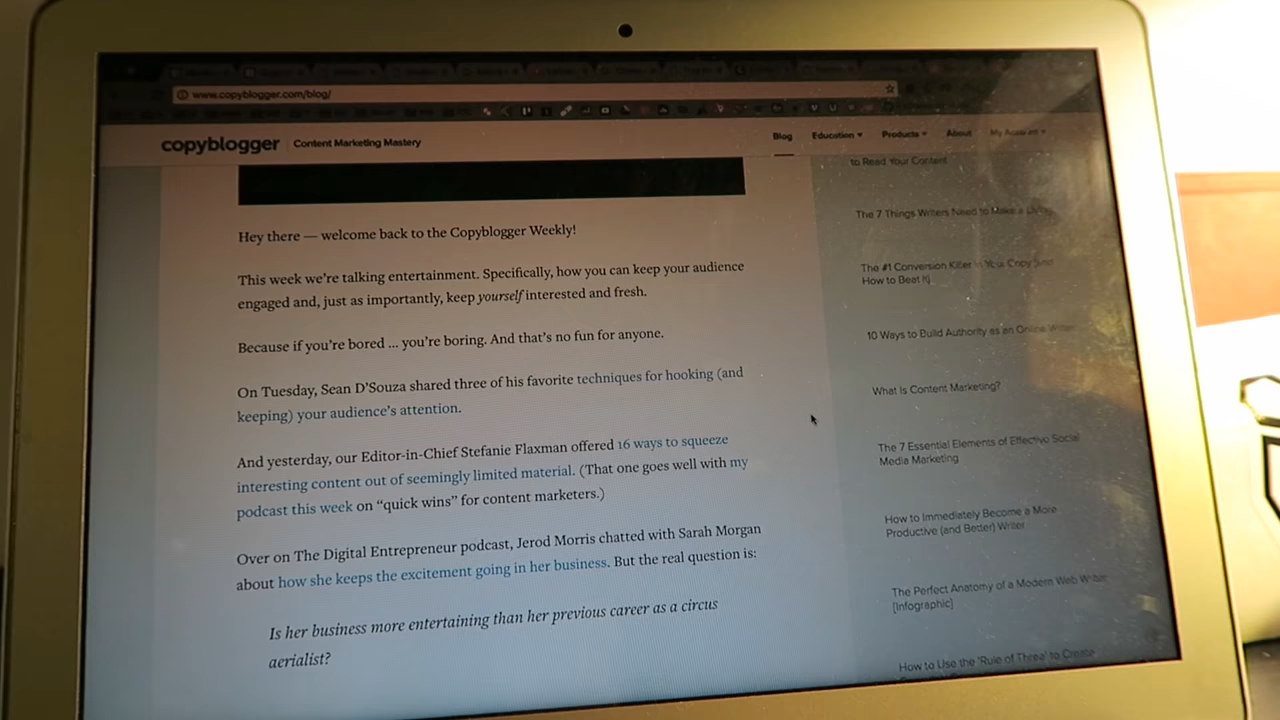 www.copyblogger.com/blog/
copyblogger Content Marketing Mastery
Blog Education Products About My Account
to Read Your Content
Hey there — welcome back to the Copyblogger Weekly!
This week we're talking entertainment. Specifically, how you can keep your audience
engaged and, just as importantly, keep yourself interested and fresh.
Because if you're bored ... you're boring. And that's no fun for anyone.
On Tuesday, Sean D'Souza shared three of his favorite techniques for hooking (and
keeping) your audience's attention.
And yesterday, our Editor-in-Chief Stefanie Flaxman offered 16 ways to squeeze
interesting content out of seemingly limited material. (That one goes well with my
podcast this week on “quick wins” for content marketers.)
Over on The Digital Entrepreneur podcast, Jerod Morris chatted with Sarah Morgan
about how she keeps the excitement going in her business. But the real question is:
Is her business more entertaining than her previous career as a circus
aerialist?
The 7 Things Writers Need to Make a Living
The #1 Conversion Killer in Your Copy (and
How to Beat It)
10 Ways to Build Authority as an Online Writer
What Is Content Marketing?
The 7 Essential Elements of Effective Social
Media Marketing
How to Immediately Become a More
Productive (and Better) Writer
The Perfect Anatomy of a Modern Web Writer
[Infographic]
How to Use the 'Rule of Three' to Create